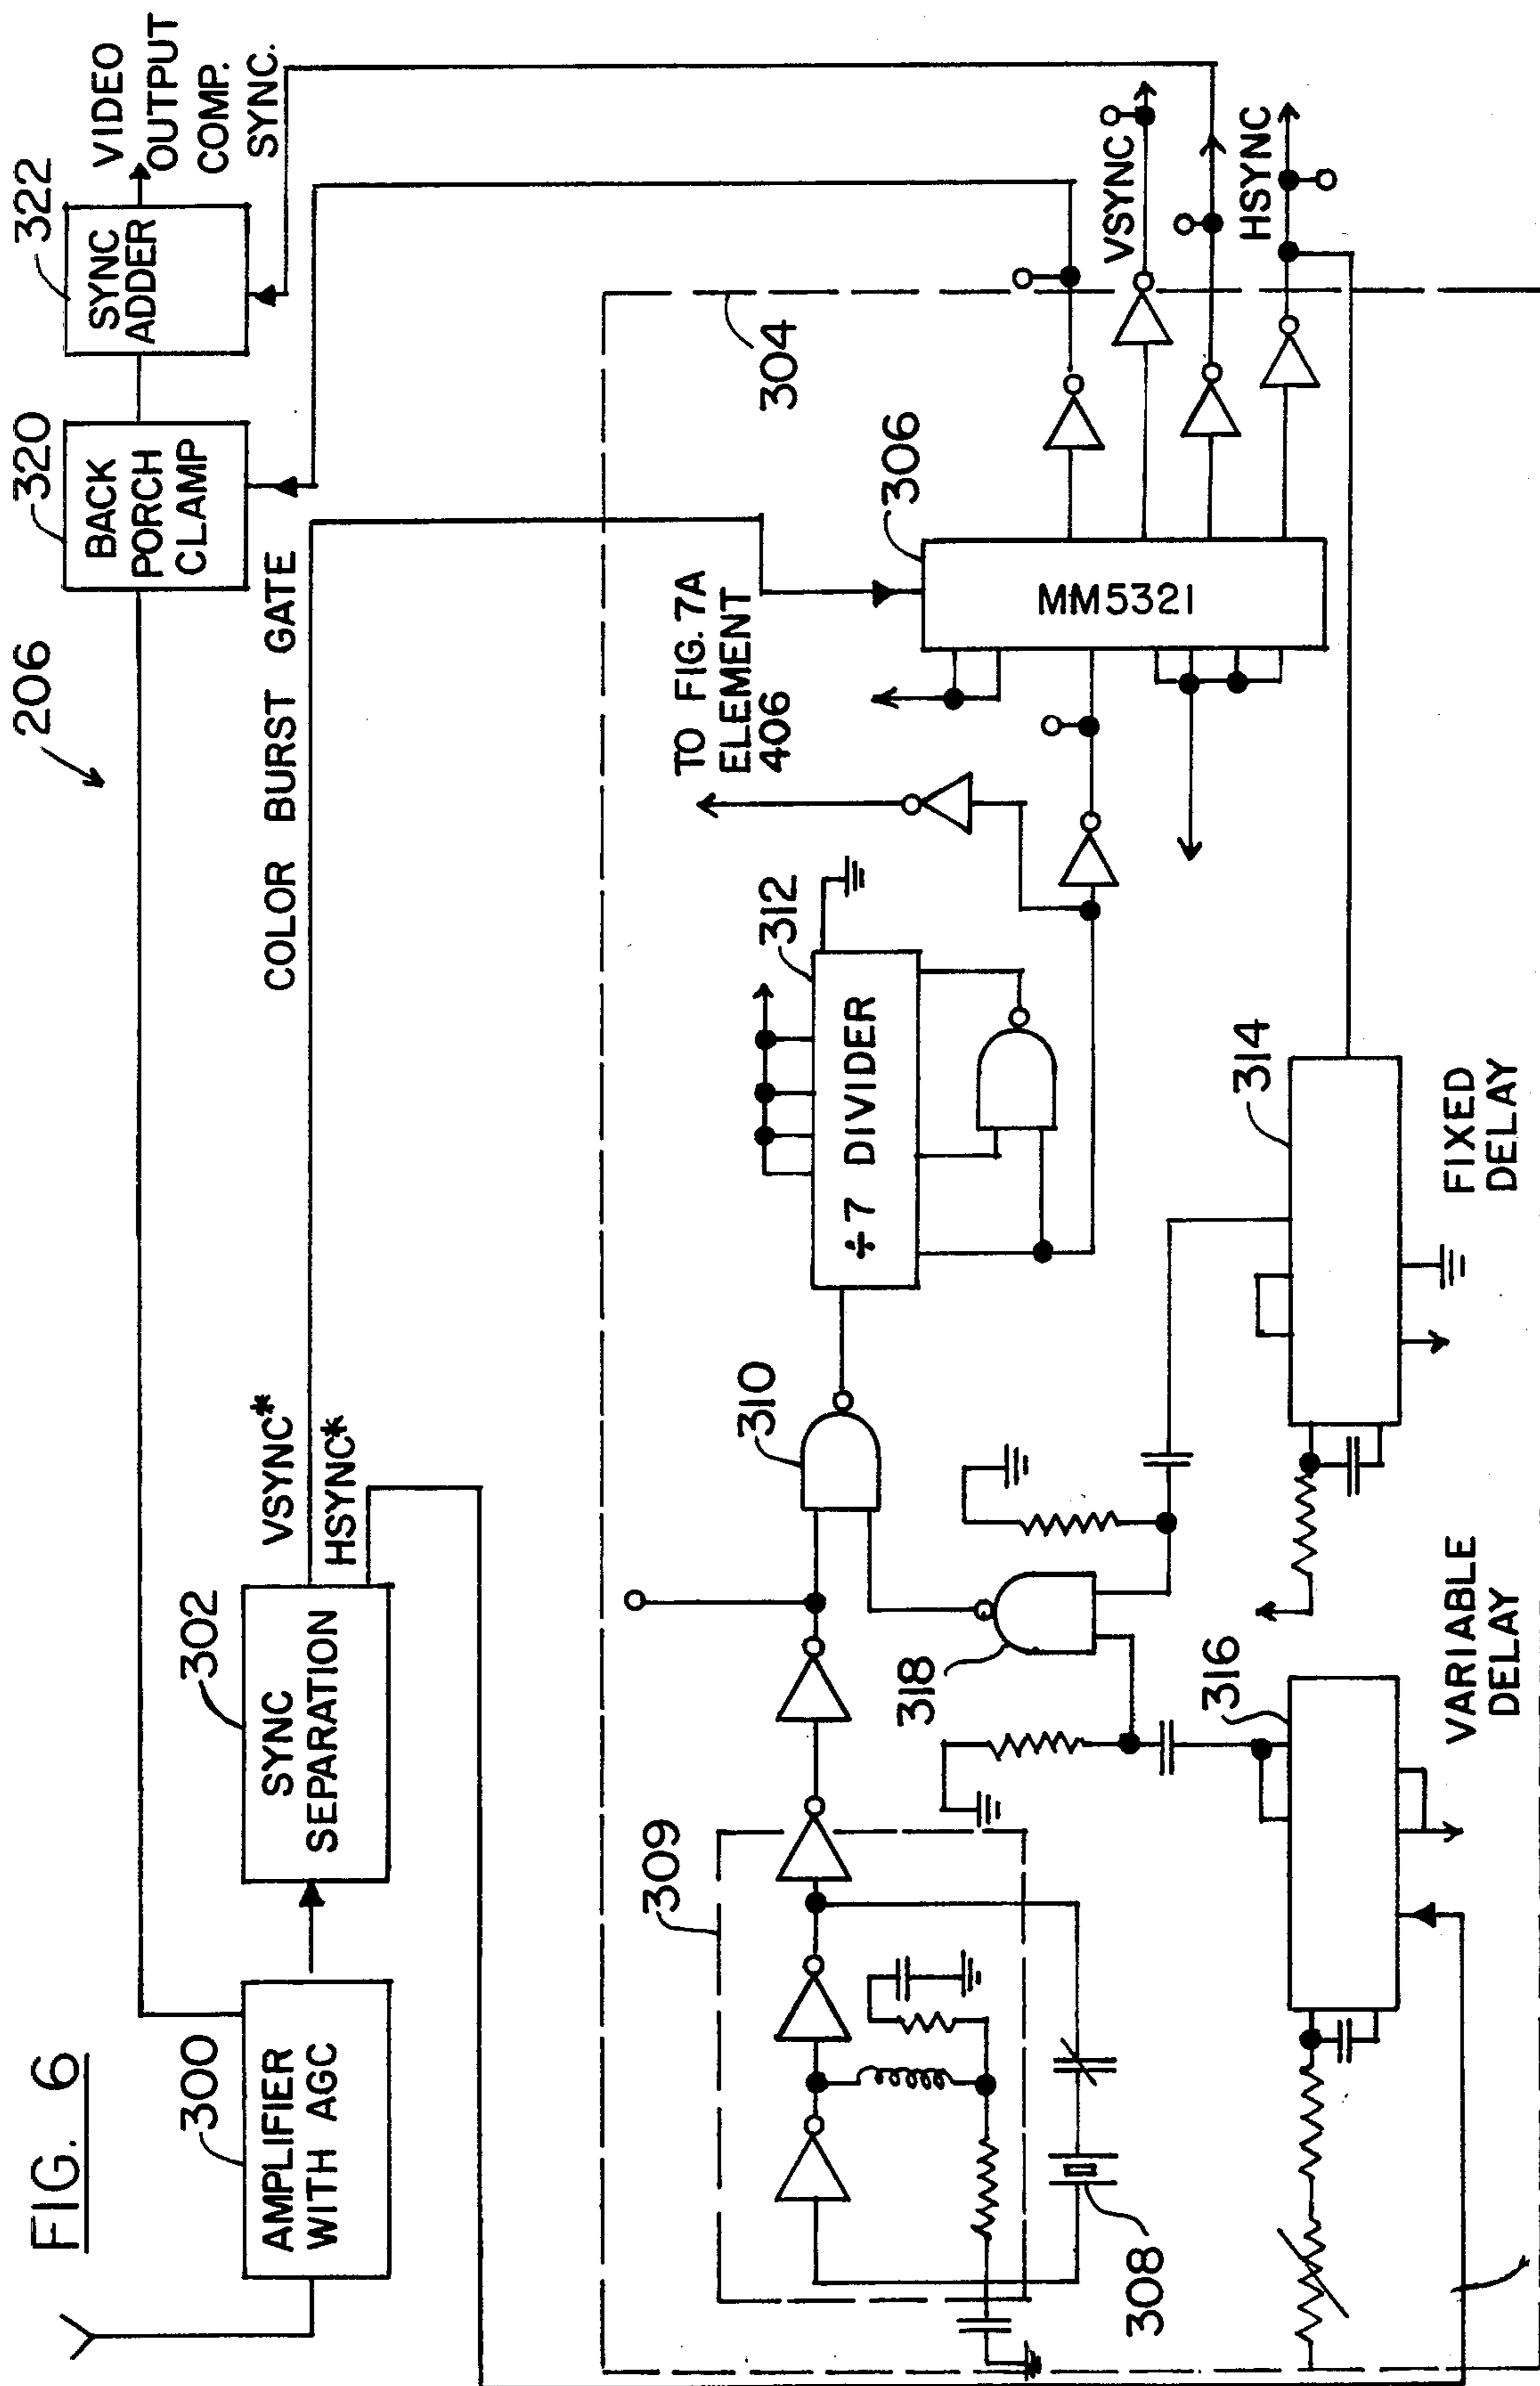 FIG. 6
206
300
AMPLIFIER
WITH AGC
302
SYNC
SEPARATION
VSYNC*
HSYNC*
COLOR BURST GATE
320
BACK
PORCH
CLAMP
322
SYNC
ADDER
VIDEO
OUTPUT
COMP.
SYNC.
304
309
308
310
312
÷7 DIVIDER
TO FIG. 7A
ELEMENT
406
306
MM5321
VSYNC
HSYNC
318
316
VARIABLE
DELAY
314
FIXED
DELAY